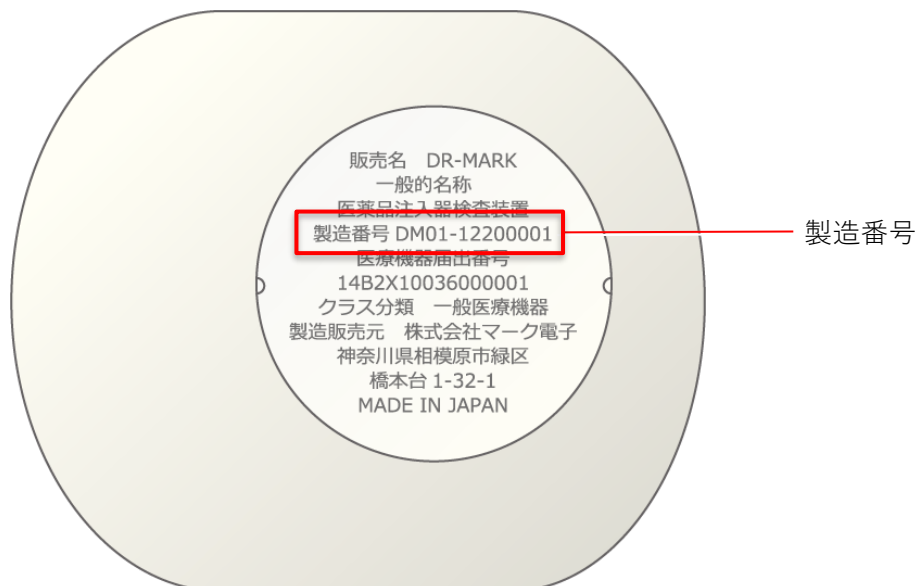 販売名 DR-MARK
一般的名称
医薬品注入器検査装置
製造番号 DM01-12200001
医療機器届出番号
14B2X10036000001
クラス分類 一般医療機器
製造販売元 株式会社マーク電子
神奈川県相模原市緑区
橋本台 1-32-1
MADE IN JAPAN
製造番号